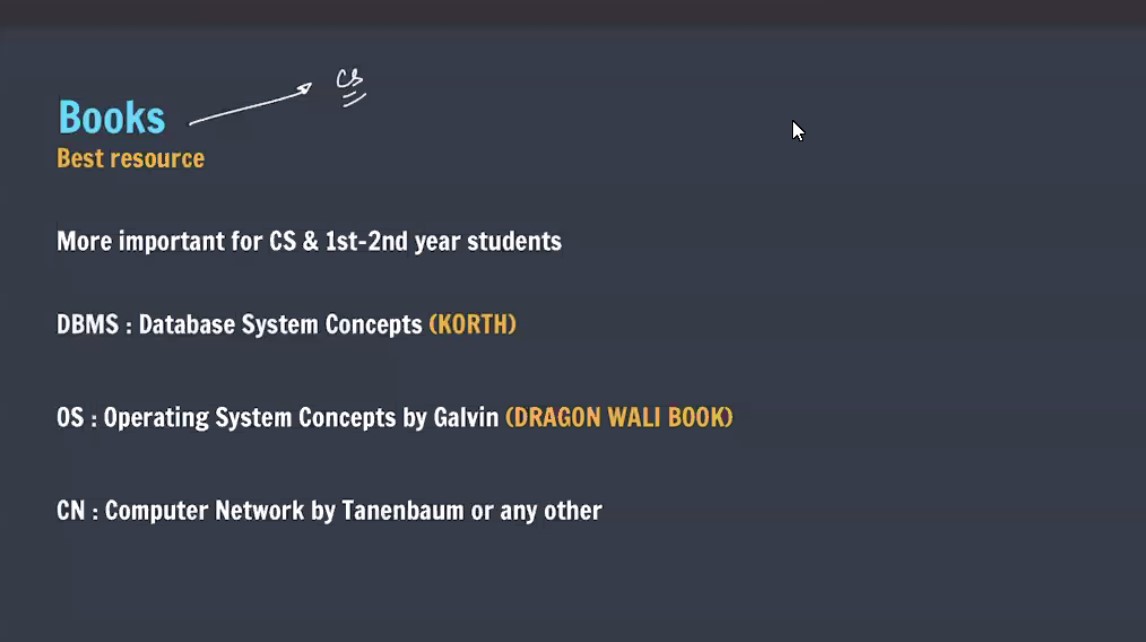 CS
Books
Best resource
More important for CS & 1st-2nd year students
DBMS : Database System Concepts (KORTH)
OS : Operating System Concepts by Galvin (DRAGON WALI BOOK)
CN : Computer Network by Tanenbaum or any other